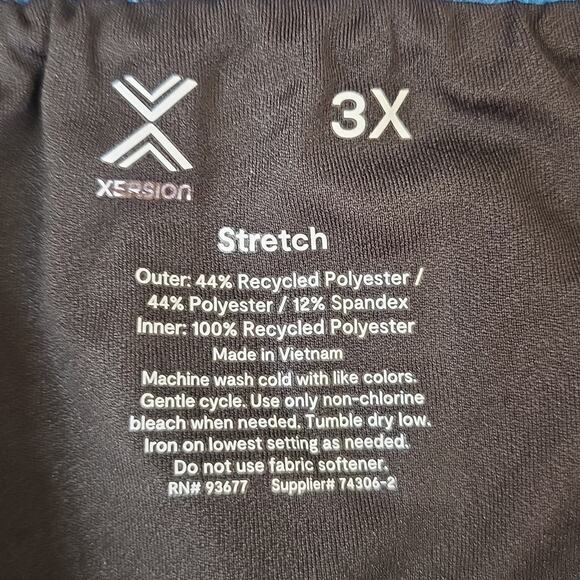 3X
XERSION
Stretch
Outer: 44% Recycled Polyester /
44% Polyester / 12% Spandex
Inner: 100% Recycled Polyester
Made in Vietnam
Machine wash cold with like colors.
Gentle cycle. Use only non-chlorine
bleach when needed. Tumble dry low.
Iron on lowest setting as needed.
Do not use fabric softener.
RN# 93677 Supplier# 74306-2